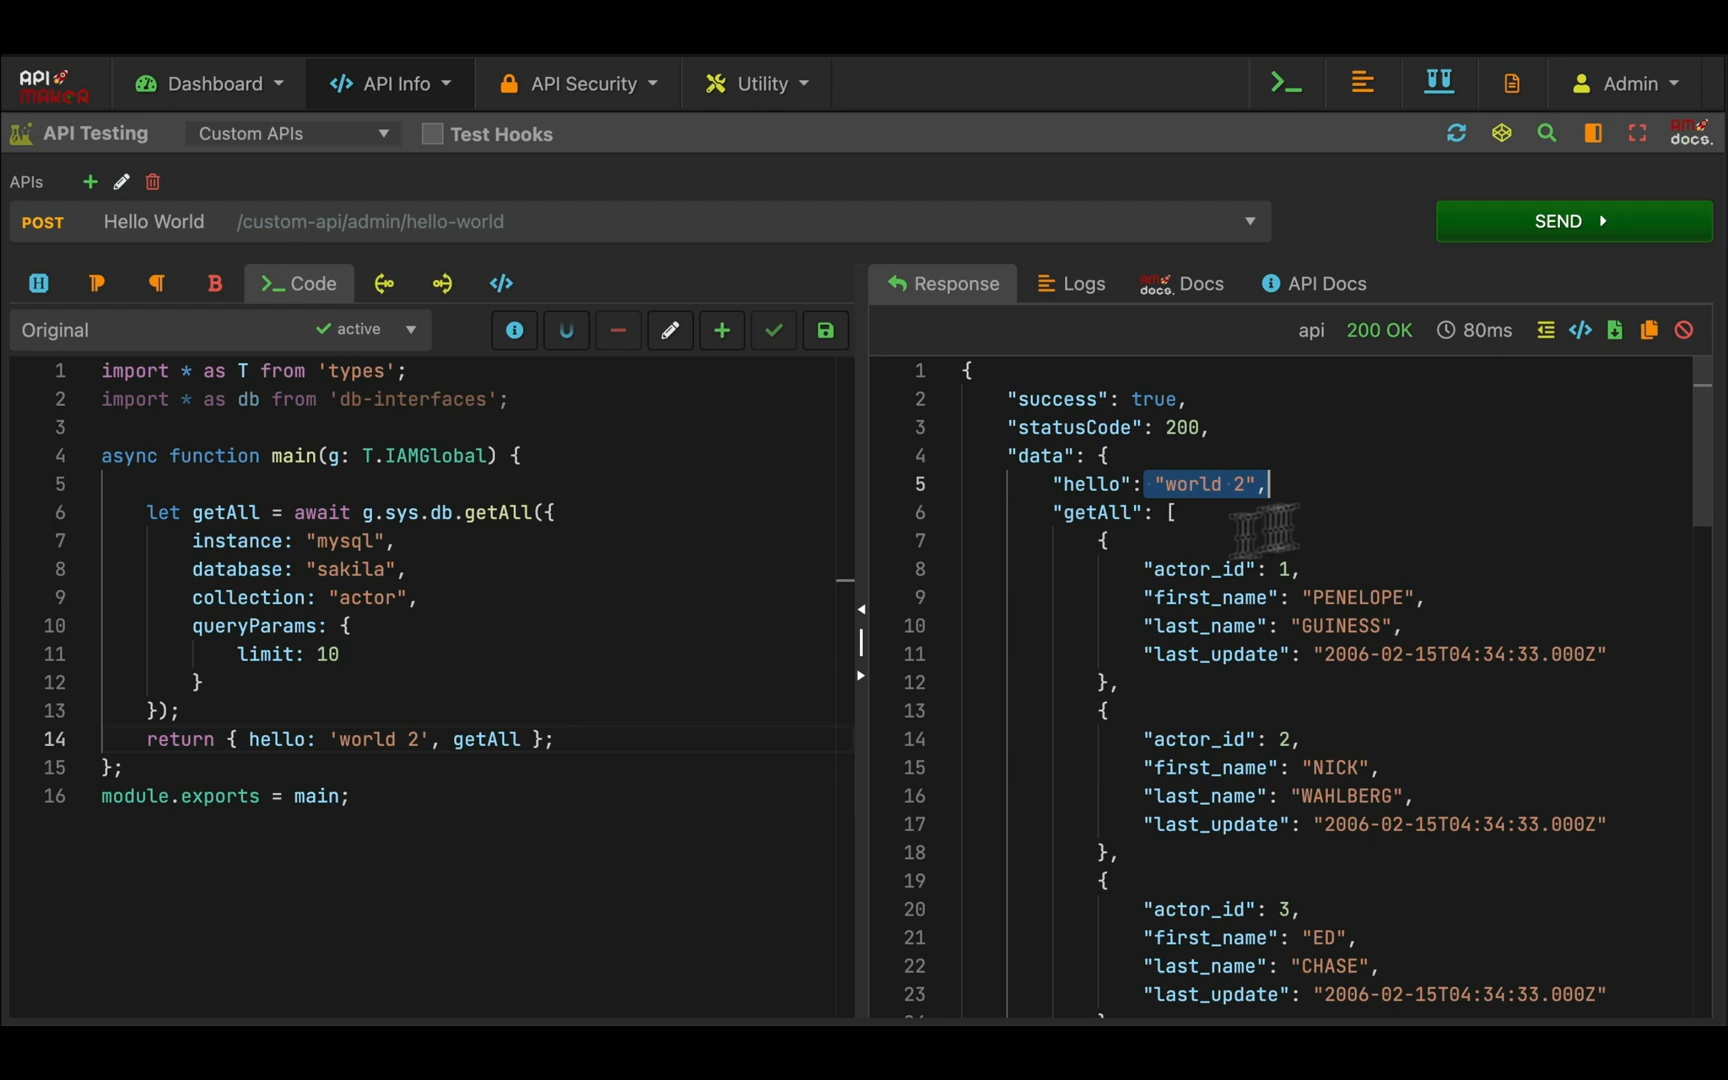 API MAKER Dashboard API Info API Security Utility Admin
API Testing Custom APIs Test Hooks AM docs.
APIs
POST Hello World /custom-api/admin/hello-world SEND
H B >_ Code </>
Original active
1 import * as T from 'types';
2 import * as db from 'db-interfaces';
3
4 async function main(g: T.IAMGlobal) {
5
6 let getAll = await g.sys.db.getAll({
7 instance: "mysql",
8 database: "sakila",
9 collection: "actor",
10 queryParams: {
11 limit: 10
12 }
13 });
14 return { hello: 'world 2', getAll };
15 };
16 module.exports = main;
Response Logs docs. Docs API Docs
api 200 OK 80ms
1 {
2 "success": true,
3 "statusCode": 200,
4 "data": {
5 "hello": "world 2",
6 "getAll": [
7 {
8 "actor_id": 1,
9 "first_name": "PENELOPE",
10 "last_name": "GUINESS",
11 "last_update": "2006-02-15T04:34:33.000Z"
12 },
13 {
14 "actor_id": 2,
15 "first_name": "NICK",
16 "last_name": "WAHLBERG",
17 "last_update": "2006-02-15T04:34:33.000Z"
18 },
19 {
20 "actor_id": 3,
21 "first_name": "ED",
22 "last_name": "CHASE",
23 "last_update": "2006-02-15T04:34:33.000Z"